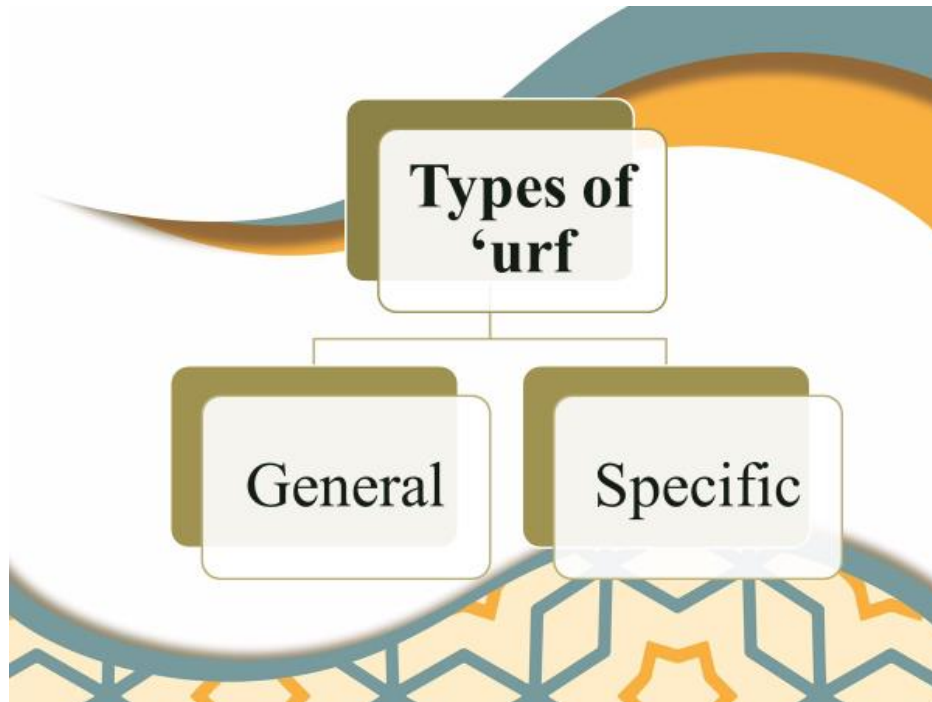 Types of
‘urf
General
Specific